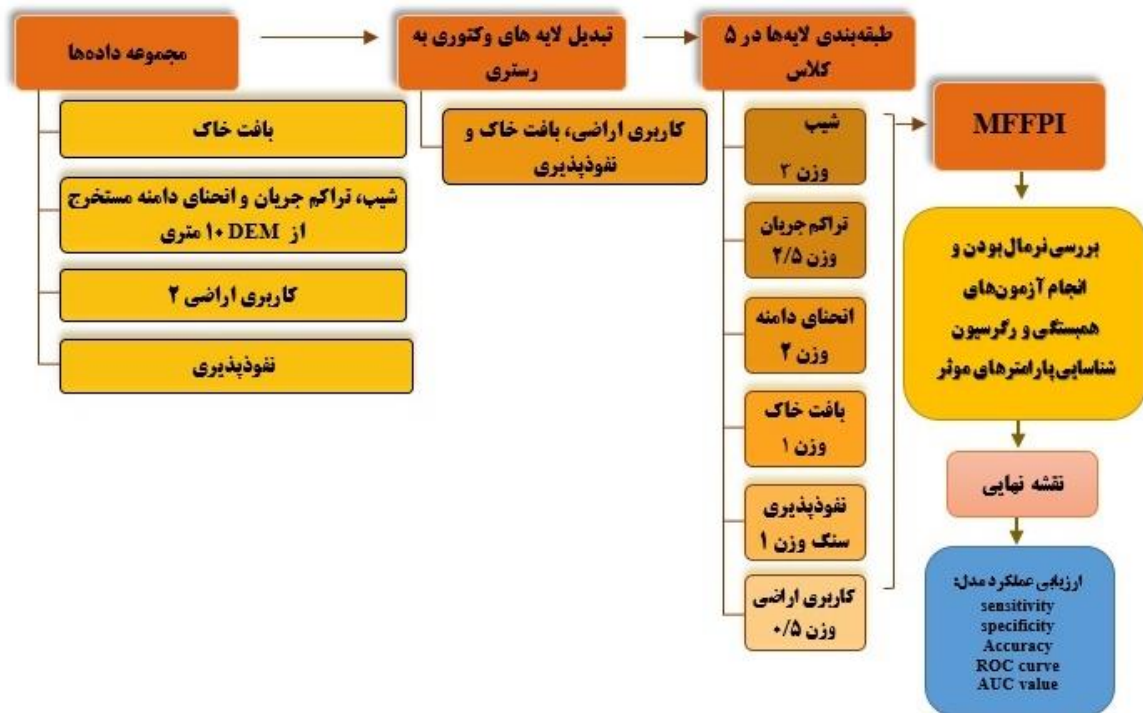 مجموعه داده‌ها
بافت خاک
شیب، تراکم جریان و انحنای دامنه مستخرج
از DEM ۱۰ متری
کاربری اراضی ۲
نفوذپذیری
تبدیل لایه های وکتوری به
رستری
کاربری اراضی، بافت خاک و
نفوذپذیری
طبقه‌بندی لایه‌ها در ۵
کلاس
شیب
وزن ۳
تراکم جریان
وزن ۲/۵
انحنای دامنه
وزن ۲
بافت خاک
وزن ۱
نفوذپذیری
سنگ وزن ۱
کاربری اراضی
وزن ۰/۵
MFFPI
بررسی نرمال بودن و
انجام آزمون‌های
همبستگی و رگرسیون
شناسایی پارامترهای موثر
نقشه نهایی
ارزیابی عملکرد مدل:
sensitivity
specificity
Accuracy
ROC curve
AUC value